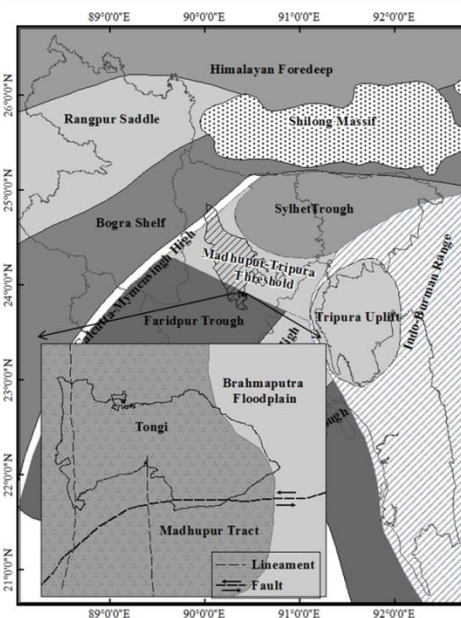 89°0'0"E 90°0'0"E 91°0'0"E 92°0'0"E
26°0'0"N
25°0'0"N
24°0'0"N
23°0'0"N
22°0'0"N
21°0'0"N
Himalayan Foredeep
Rangpur Saddle
Shilong Massif
SylhetTrough
Bogra Shelf
Calcutta-Mymensingh High
Madhupur-Tripura
Threshold
Indo-Burman Range
Tripura Uplift
Faridpur Trough
High
Brahmaputra
Floodplain
Tongi
Madhupur Tract
Lineament
Fault
89°0'0"E 90°0'0"E 91°0'0"E 92°0'0"E